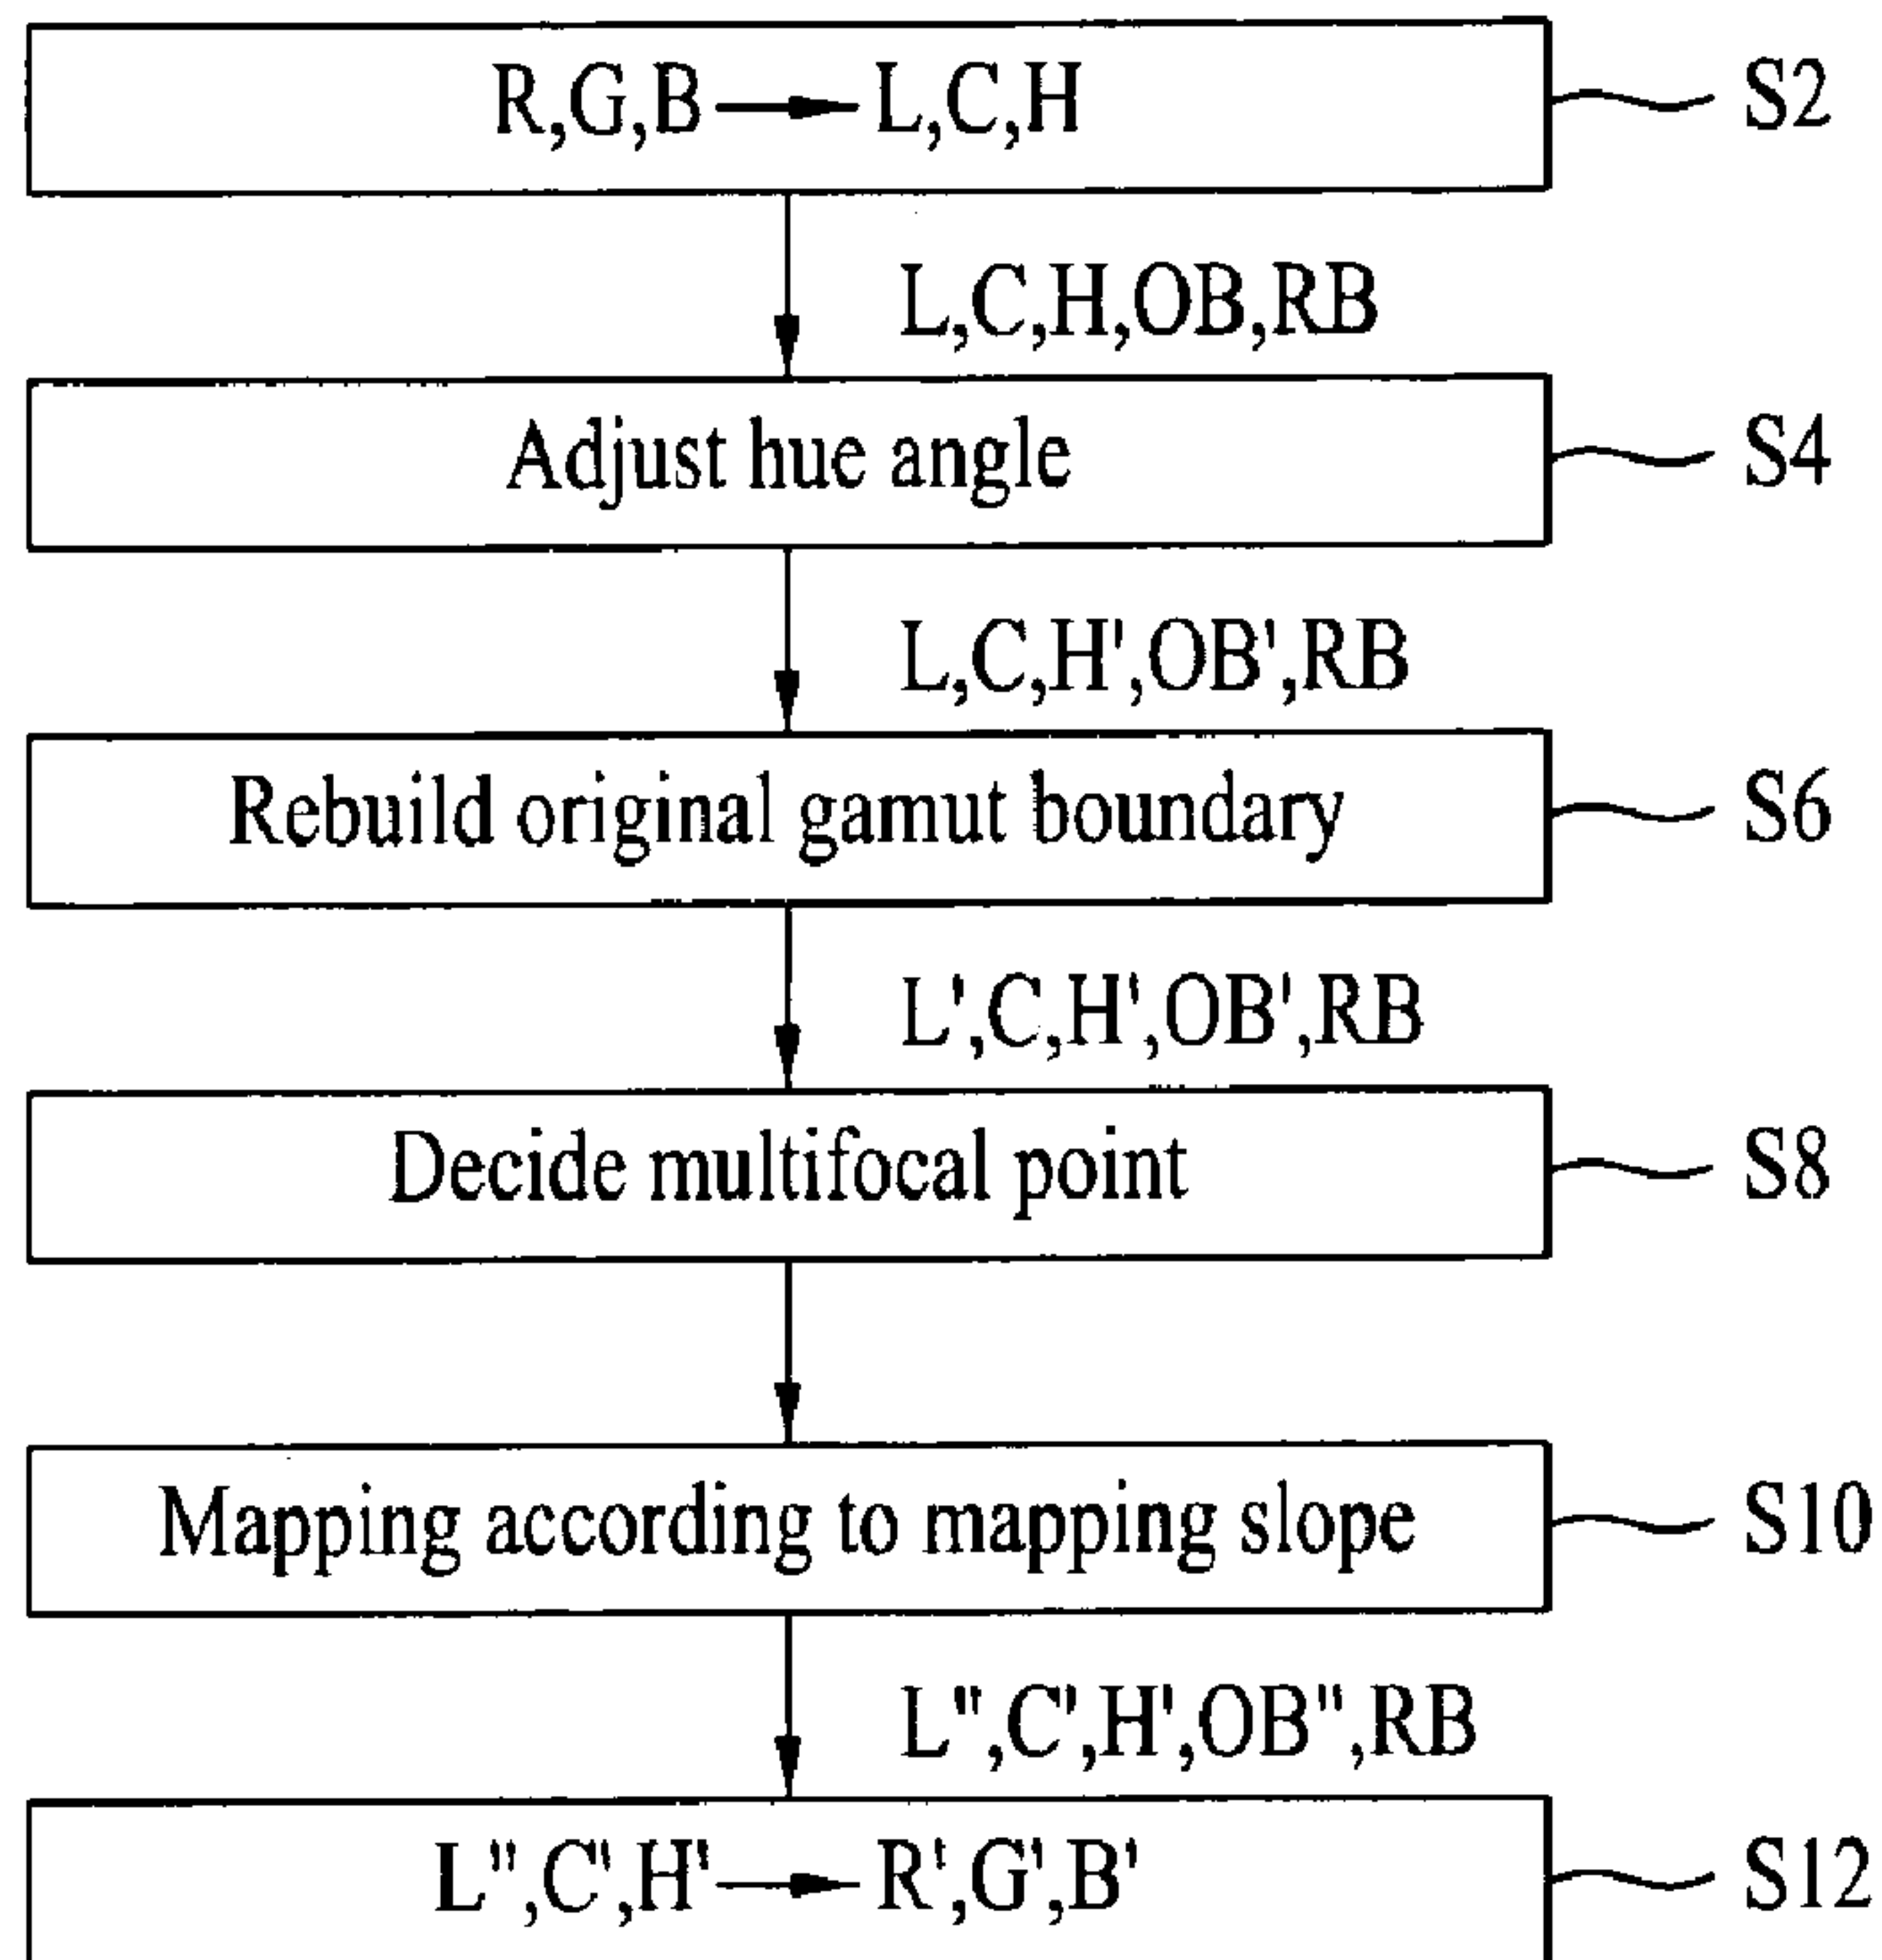 R,G,B → L,C,H S2
L,C,H,OB,RB
Adjust hue angle S4
L,C,H',OB',RB
Rebuild original gamut boundary S6
L',C,H',OB',RB
Decide multifocal point S8
Mapping according to mapping slope S10
L",C',H',OB",RB
L",C',H' → R',G',B' S12